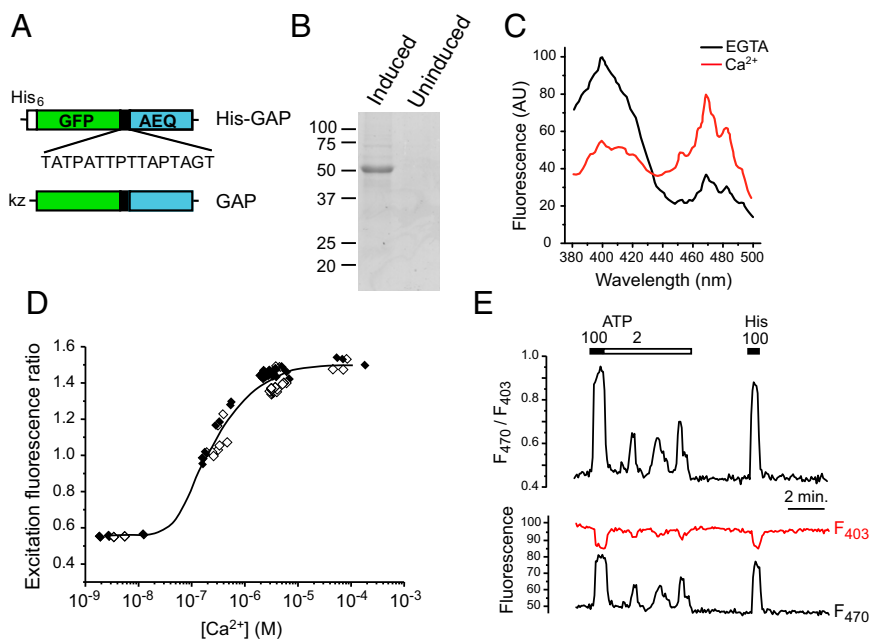 A
His6
GFP
AEQ
His-GAP
TATPATTPTTAPTAGT
kz
GAP
B
Induced
Uninduced
100
75
50
37
25
20
C
EGTA
Ca2+
Fluorescence (AU)
100
80
60
40
20
0
380 400 420 440 460 480 500
Wavelength (nm)
D
Excitation fluorescence ratio
1.6
1.4
1.2
1.0
0.8
0.6
0.4
10-9 10-8 10-7 10-6 10-5 10-4 10-3
[Ca2+] (M)
E
ATP His
100 2 100
F470 / F403
1.0
0.8
0.6
0.4
2 min.
Fluorescence
100
90
80
70
60
50
F403
F470